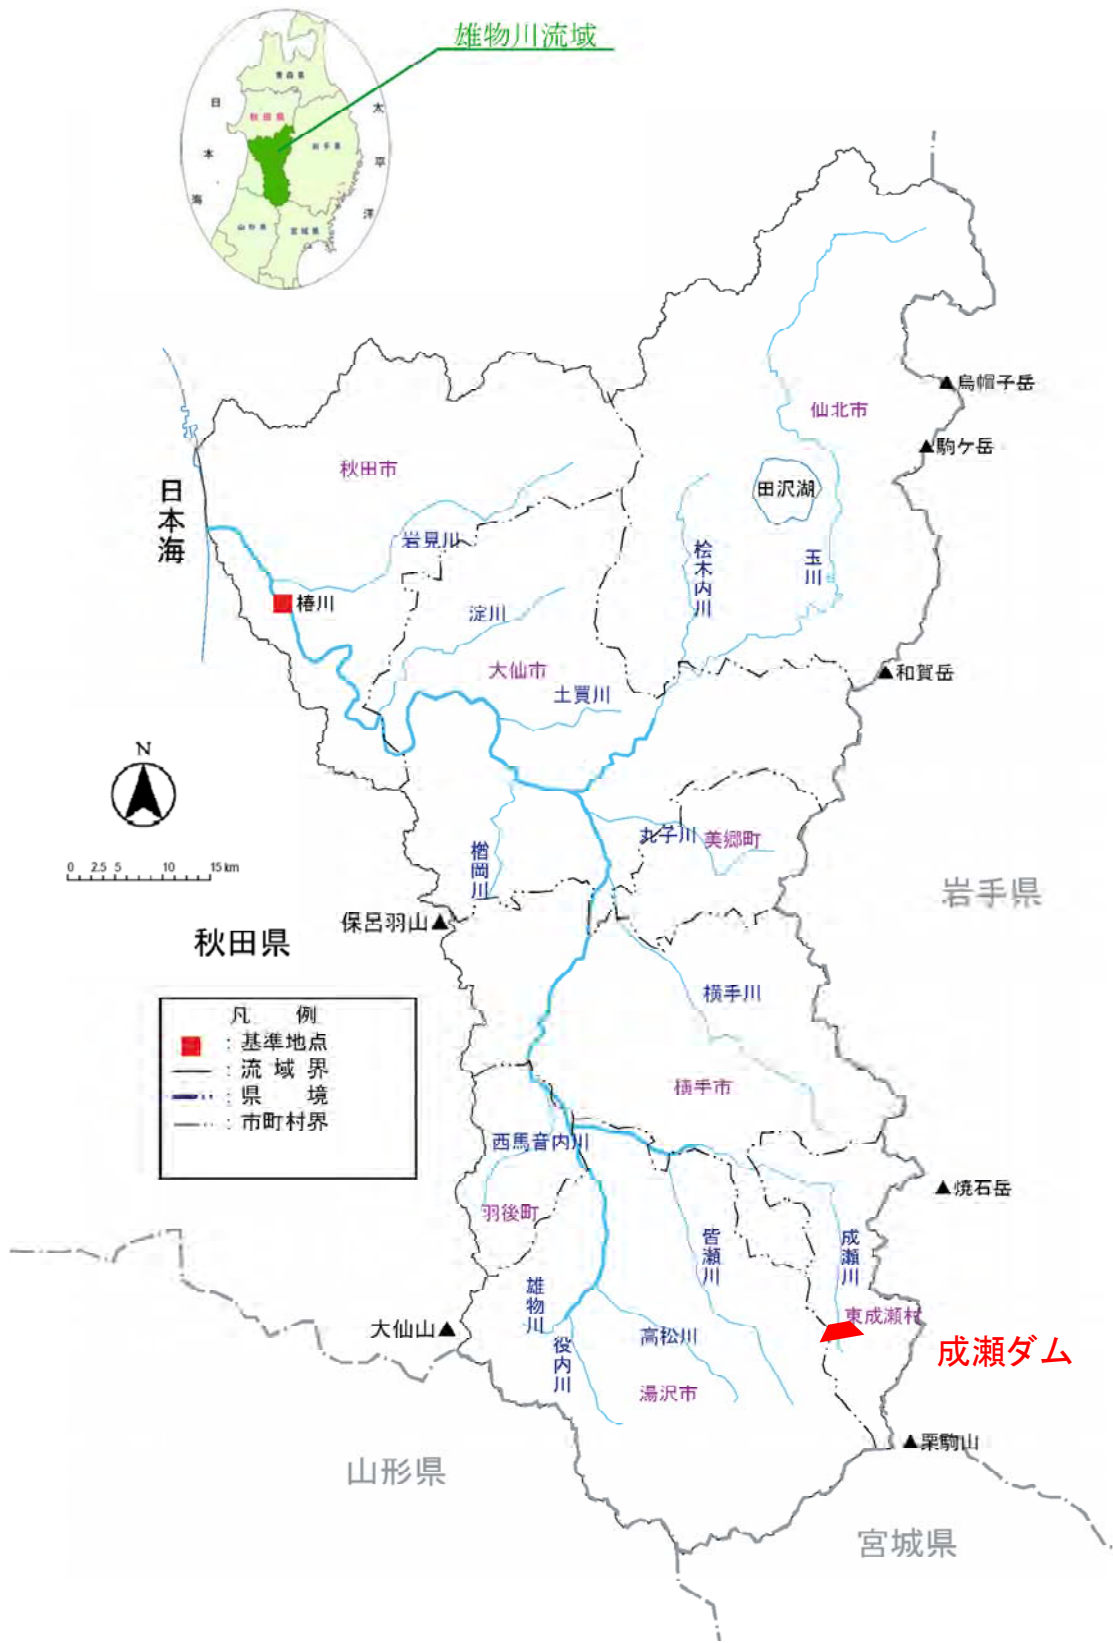 雄物川流域
青森県
日本海
太平洋
秋田県
岩手県
山形県
宮城県
烏帽子岳
仙北市
駒ケ岳
秋田市
田沢湖
日本海
岩見川
桧木内川
玉川
椿川
淀川
大仙市
和賀岳
土買川
N
丸子川
美郷町
楢岡川
0 2.5 5 10 15 km
岩手県
保呂羽山
秋田県
横手川
凡 例
：基準地点
：流域界
：県 境
：市町村界
横手市
西馬音内川
焼石岳
羽後町
皆瀬川
成瀬川
雄物川
東成瀬村
大仙山
役内川
高松川
成瀬ダム
湯沢市
栗駒山
山形県
宮城県